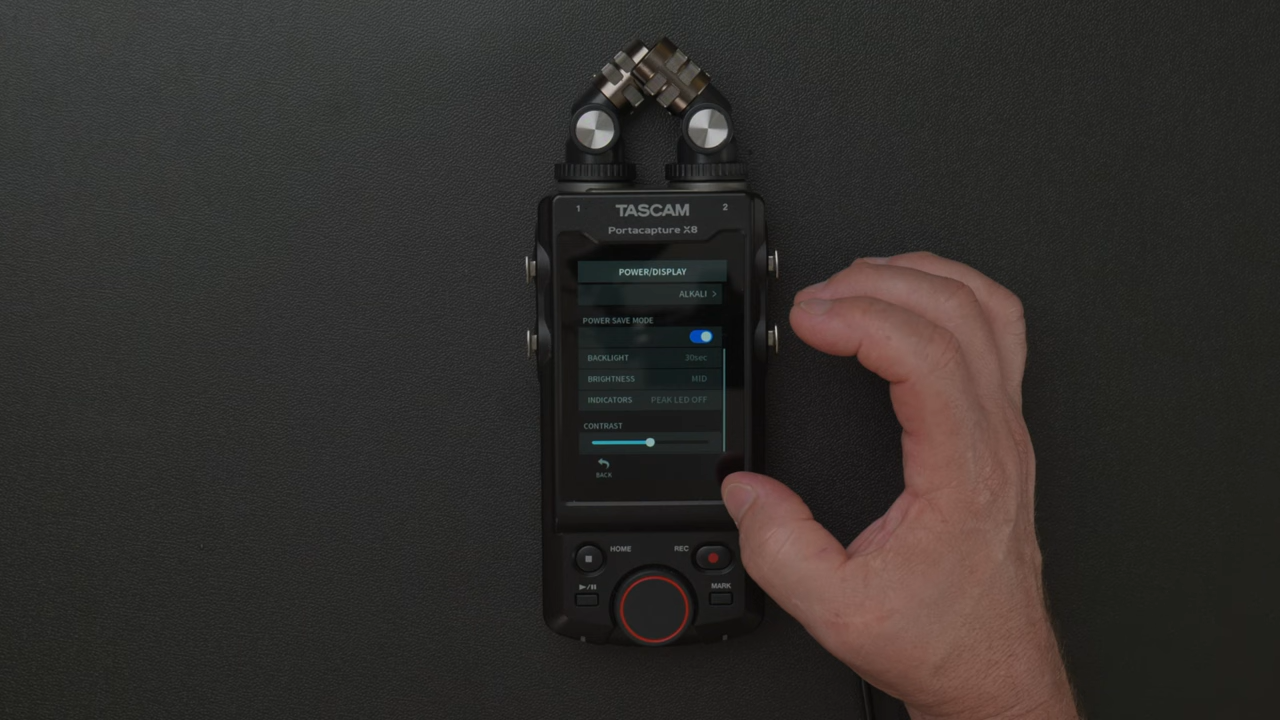 1
TASCAM
2
Portacapture X8
POWER/DISPLAY
ALKALI >
POWER SAVE MODE
BACKLIGHT 30sec
BRIGHTNESS MID
INDICATORS PEAK LED OFF
CONTRAST
BACK
HOME
REC
MARK